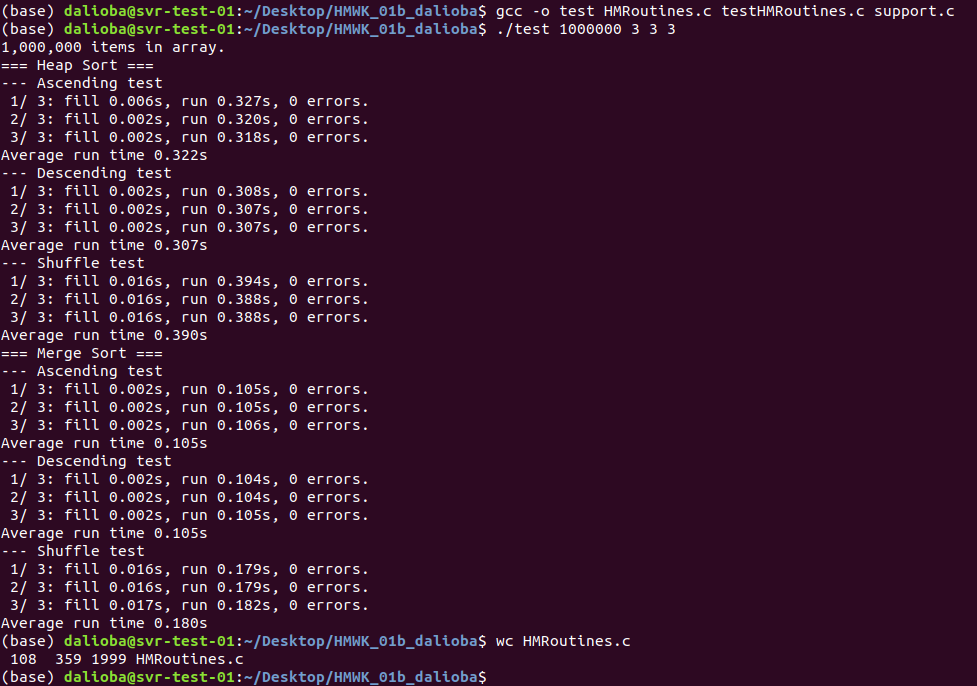 (base) dalioba@svr-test-01:~/Desktop/HMWK_01b_dalioba$ gcc -o test HMRoutines.c testHMRoutines.c support.c
(base) dalioba@svr-test-01:~/Desktop/HMWK_01b_dalioba$ ./test 1000000 3 3 3
1,000,000 items in array.
=== Heap Sort ===
--- Ascending test
 1/ 3: fill 0.006s, run 0.327s, 0 errors.
 2/ 3: fill 0.002s, run 0.320s, 0 errors.
 3/ 3: fill 0.002s, run 0.318s, 0 errors.
Average run time 0.322s
--- Descending test
 1/ 3: fill 0.002s, run 0.308s, 0 errors.
 2/ 3: fill 0.002s, run 0.307s, 0 errors.
 3/ 3: fill 0.002s, run 0.307s, 0 errors.
Average run time 0.307s
--- Shuffle test
 1/ 3: fill 0.016s, run 0.394s, 0 errors.
 2/ 3: fill 0.016s, run 0.388s, 0 errors.
 3/ 3: fill 0.016s, run 0.388s, 0 errors.
Average run time 0.390s
=== Merge Sort ===
--- Ascending test
 1/ 3: fill 0.002s, run 0.105s, 0 errors.
 2/ 3: fill 0.002s, run 0.105s, 0 errors.
 3/ 3: fill 0.002s, run 0.106s, 0 errors.
Average run time 0.105s
--- Descending test
 1/ 3: fill 0.002s, run 0.104s, 0 errors.
 2/ 3: fill 0.002s, run 0.104s, 0 errors.
 3/ 3: fill 0.002s, run 0.105s, 0 errors.
Average run time 0.105s
--- Shuffle test
 1/ 3: fill 0.016s, run 0.179s, 0 errors.
 2/ 3: fill 0.016s, run 0.179s, 0 errors.
 3/ 3: fill 0.017s, run 0.182s, 0 errors.
Average run time 0.180s
(base) dalioba@svr-test-01:~/Desktop/HMWK_01b_dalioba$ wc HMRoutines.c
 108  359 1999 HMRoutines.c
(base) dalioba@svr-test-01:~/Desktop/HMWK_01b_dalioba$